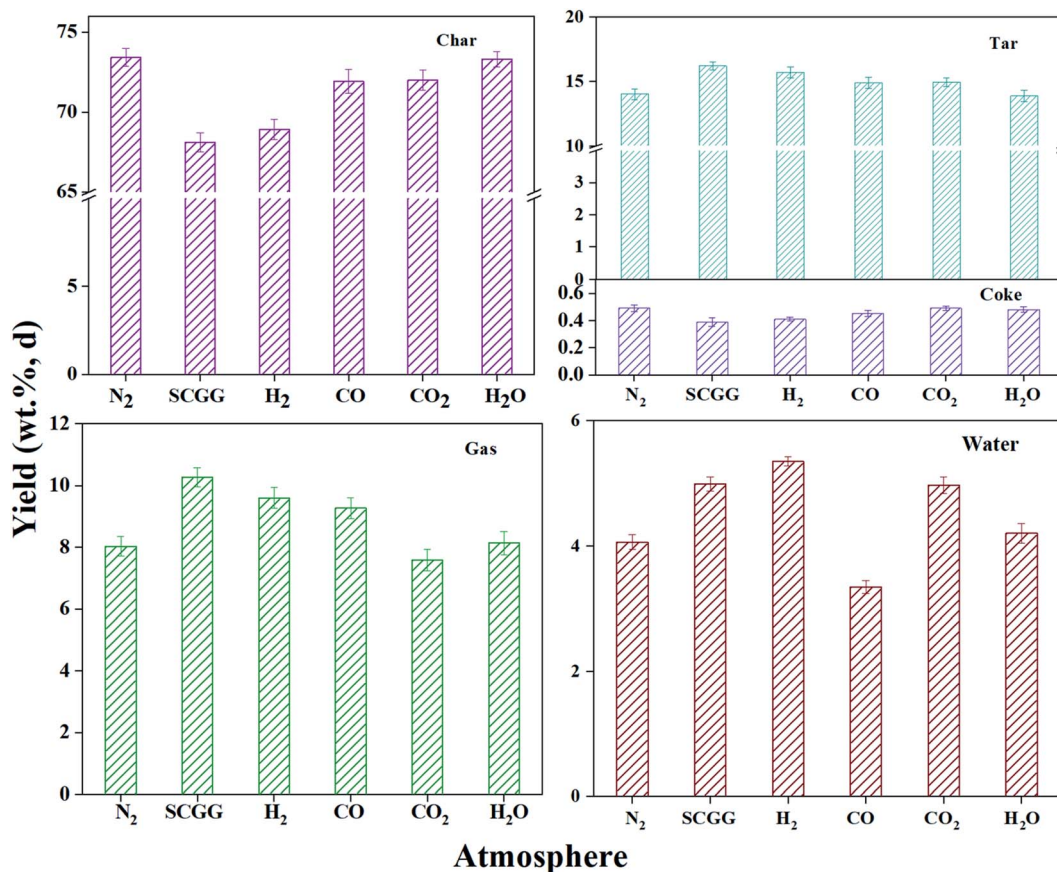 Yield (wt.%, d)
Char
75
70
65
5
0
N2 SCGG H2 CO CO2 H2O
Tar
20
15
10
4
3
2
1
0
Coke
0.6
0.4
0.2
0.0
N2 SCGG H2 CO CO2 H2O
Gas
12
10
8
6
4
2
0
N2 SCGG H2 CO CO2 H2O
Water
6
4
2
0
N2 SCGG H2 CO CO2 H2O
Atmosphere